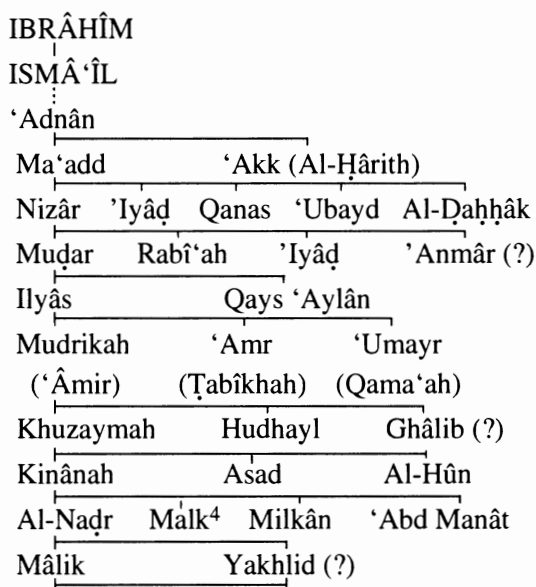 IBRÂHÎM
ISMÂ‘ÎL
‘Adnân
Ma‘add ‘Akk (Al-Ḥârith)
Nizâr ’Iyâḍ Qanas ‘Ubayd Al-Ḍaḥḥâk
Muḍar Rabî‘ah ’Iyâḍ ’Anmâr (?)
Ilyâs Qays ‘Aylân
Mudrikah ‘Amr ‘Umayr
(‘Âmir) (Ṭabîkhah) (Qama‘ah)
Khuzaymah Hudhayl Ghâlib (?)
Kinânah Asad Al-Hûn
Al-Naḍr Malk⁴ Milkân ‘Abd Manât
Mâlik Yakhlid (?)